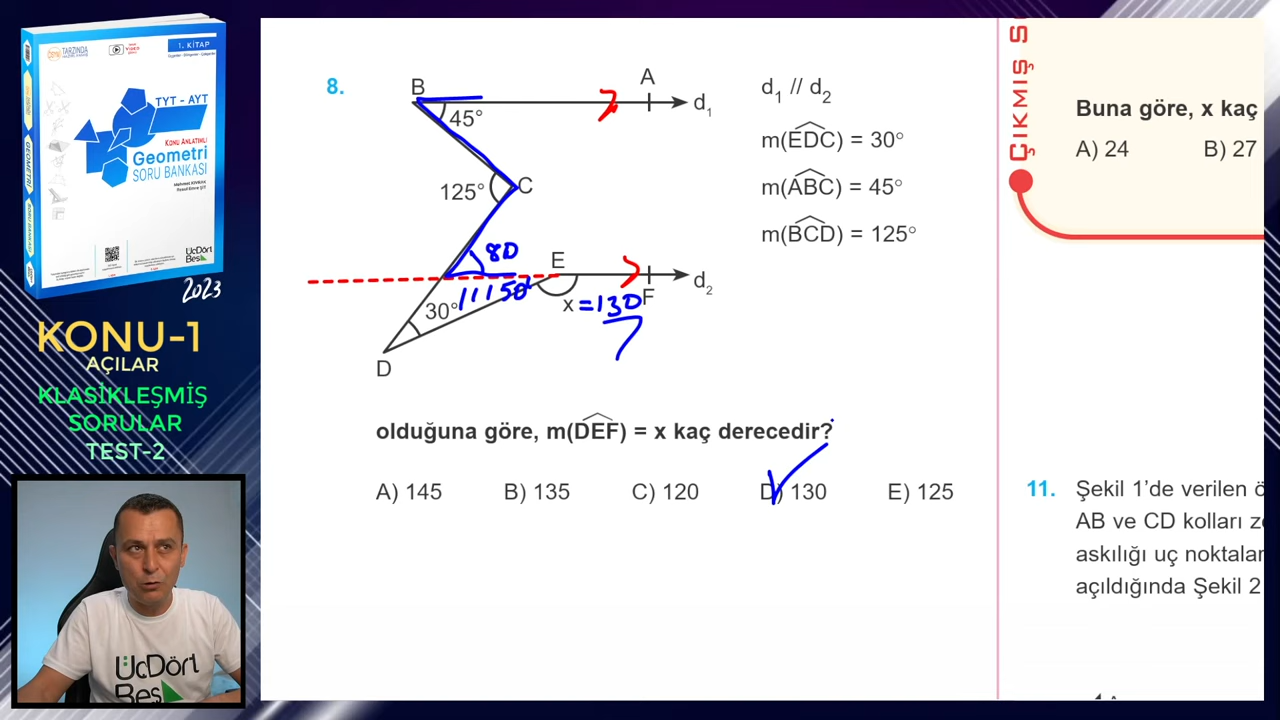 TARZINDA
1. KİTAP
TYT - AYT
KONU ANLATIMLI
Geometri
SORU BANKASI
GEOMETRİ
ÜçDört
Beş
2023
KONU-1
AÇILAR
KLASİKLEŞMİŞ
SORULAR
TEST-2
ÜçDört
Beş
8.
B
A
d1
45°
125°
C
80
E
F
d2
30°
x
=130
D
d1 // d2
m(EDC) = 30°
m(ABC) = 45°
m(BCD) = 125°
olduğuna göre, m(DEF) = x kaç derecedir?
A) 145 B) 135 C) 120 D) 130 E) 125
ÇIKMIŞ S
Buna göre, x kaç
A) 24 B) 27
11. Şekil 1'de verilen
AB ve CD kolları
askılığı uç noktalar
açıldığında Şekil 2